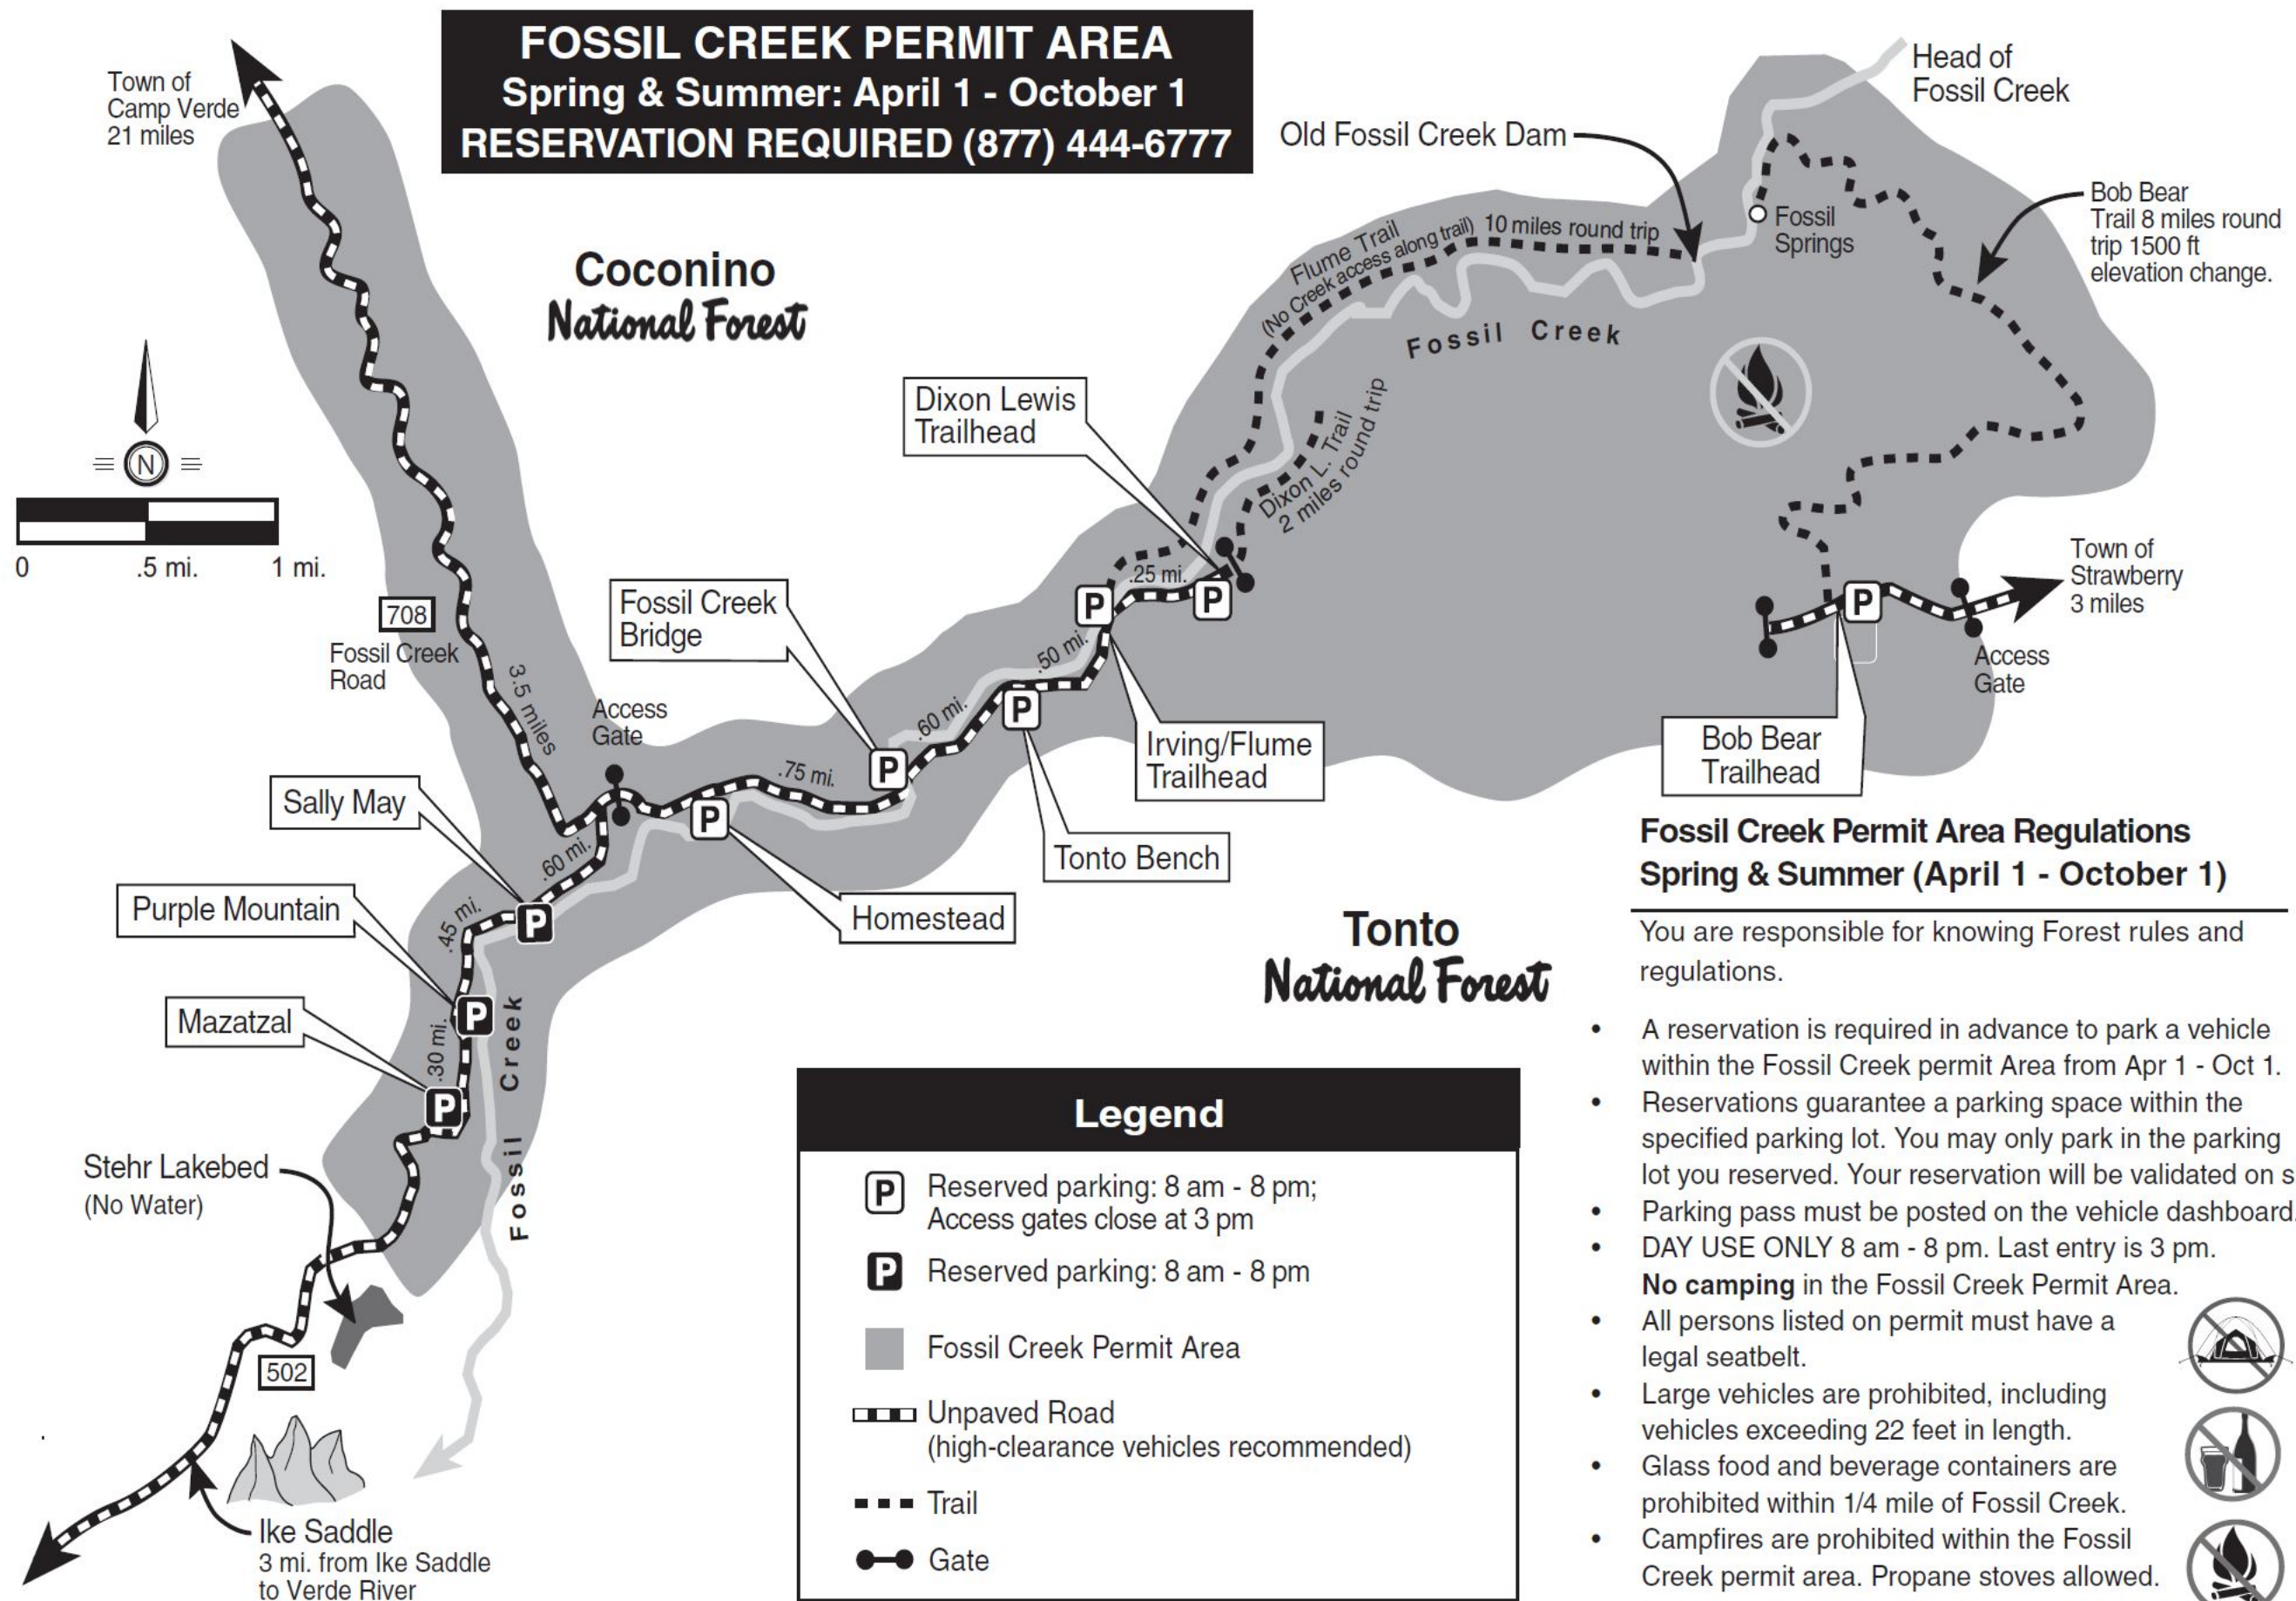 FOSSIL CREEK PERMIT AREA
Spring & Summer: April 1 - October 1
RESERVATION REQUIRED (877) 444-6777
Town of
Camp Verde
21 miles
Head of
Fossil Creek
Old Fossil Creek Dam
Bob Bear
Trail 8 miles round
trip 1500 ft
elevation change.
Fossil
Springs
Flume Trail
(No Creek access along trail) 10 miles round trip
Coconino
National Forest
Fossil Creek
Dixon Lewis
Trailhead
Dixon L. Trail
2 miles round trip
N
0 .5 mi. 1 mi.
708
Fossil Creek
Road
3.5 miles
Access
Gate
Fossil Creek
Bridge
.25 mi.
P
P
.50 mi.
P
.60 mi.
P
.75 mi.
P
Irving/Flume
Trailhead
Town of
Strawberry
3 miles
P
Access
Gate
Bob Bear
Trailhead
Sally May
.60 mi.
P
Tonto Bench
Homestead
Purple Mountain
.45 mi.
P
Mazatzal
.30 mi.
P
Fossil Creek
Stehr Lakebed
(No Water)
502
Ike Saddle
3 mi. from Ike Saddle
to Verde River
Tonto
National Forest
Legend
P Reserved parking: 8 am - 8 pm;
Access gates close at 3 pm
P Reserved parking: 8 am - 8 pm
Fossil Creek Permit Area
Unpaved Road
(high-clearance vehicles recommended)
Trail
Gate
Fossil Creek Permit Area Regulations
Spring & Summer (April 1 - October 1)
You are responsible for knowing Forest rules and
regulations.
• A reservation is required in advance to park a vehicle
within the Fossil Creek permit Area from Apr 1 - Oct 1.
• Reservations guarantee a parking space within the
specified parking lot. You may only park in the parking
lot you reserved. Your reservation will be validated on s
• Parking pass must be posted on the vehicle dashboard.
• DAY USE ONLY 8 am - 8 pm. Last entry is 3 pm.
No camping in the Fossil Creek Permit Area.
• All persons listed on permit must have a
legal seatbelt.
• Large vehicles are prohibited, including
vehicles exceeding 22 feet in length.
• Glass food and beverage containers are
prohibited within 1/4 mile of Fossil Creek.
• Campfires are prohibited within the Fossil
Creek permit area. Propane stoves allowed.